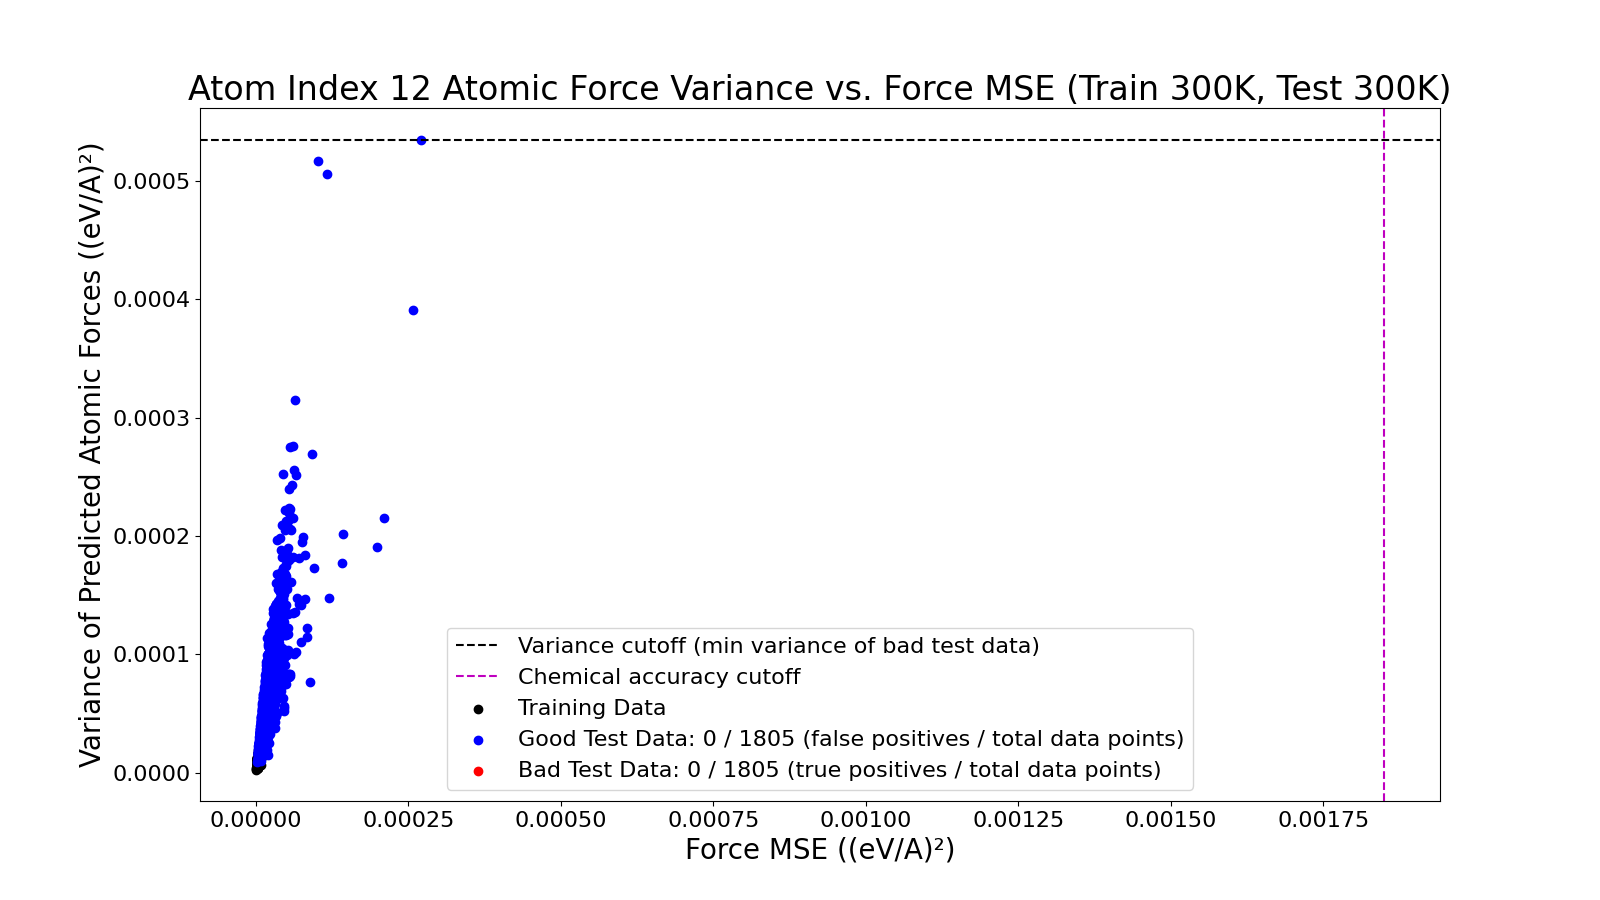 Atom Index 12 Atomic Force Variance vs. Force MSE (Train 300K, Test 300K)
Variance of Predicted Atomic Forces ((eV/A)²)
0.0005
0.0004
0.0003
0.0002
0.0001
0.0000
Variance cutoff (min variance of bad test data)
Chemical accuracy cutoff
Training Data
Good Test Data: 0 / 1805 (false positives / total data points)
Bad Test Data: 0 / 1805 (true positives / total data points)
0.00000 0.00025 0.00050 0.00075 0.00100 0.00125 0.00150 0.00175
Force MSE ((eV/A)²)